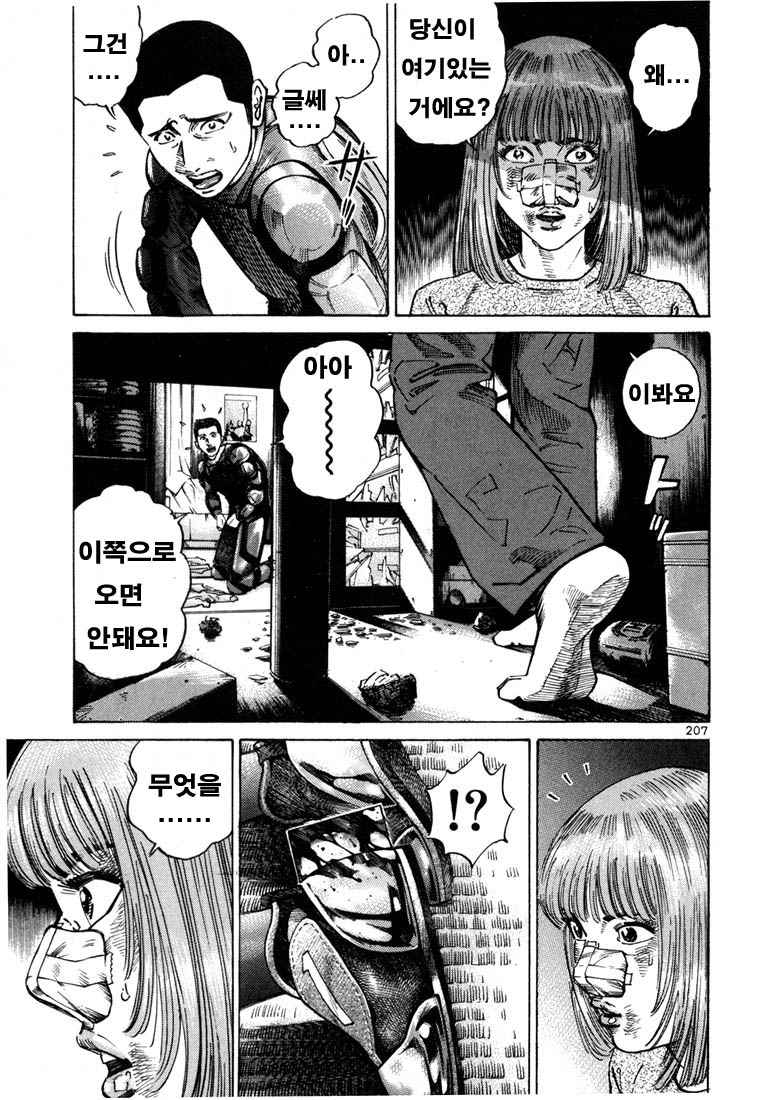 왜...
당신이
여기있는
거에요?
아..
글쎄
....
그건
....
이봐요
ト
아아
이쪽으로
오면
안돼요!
207
!?
무엇을
......